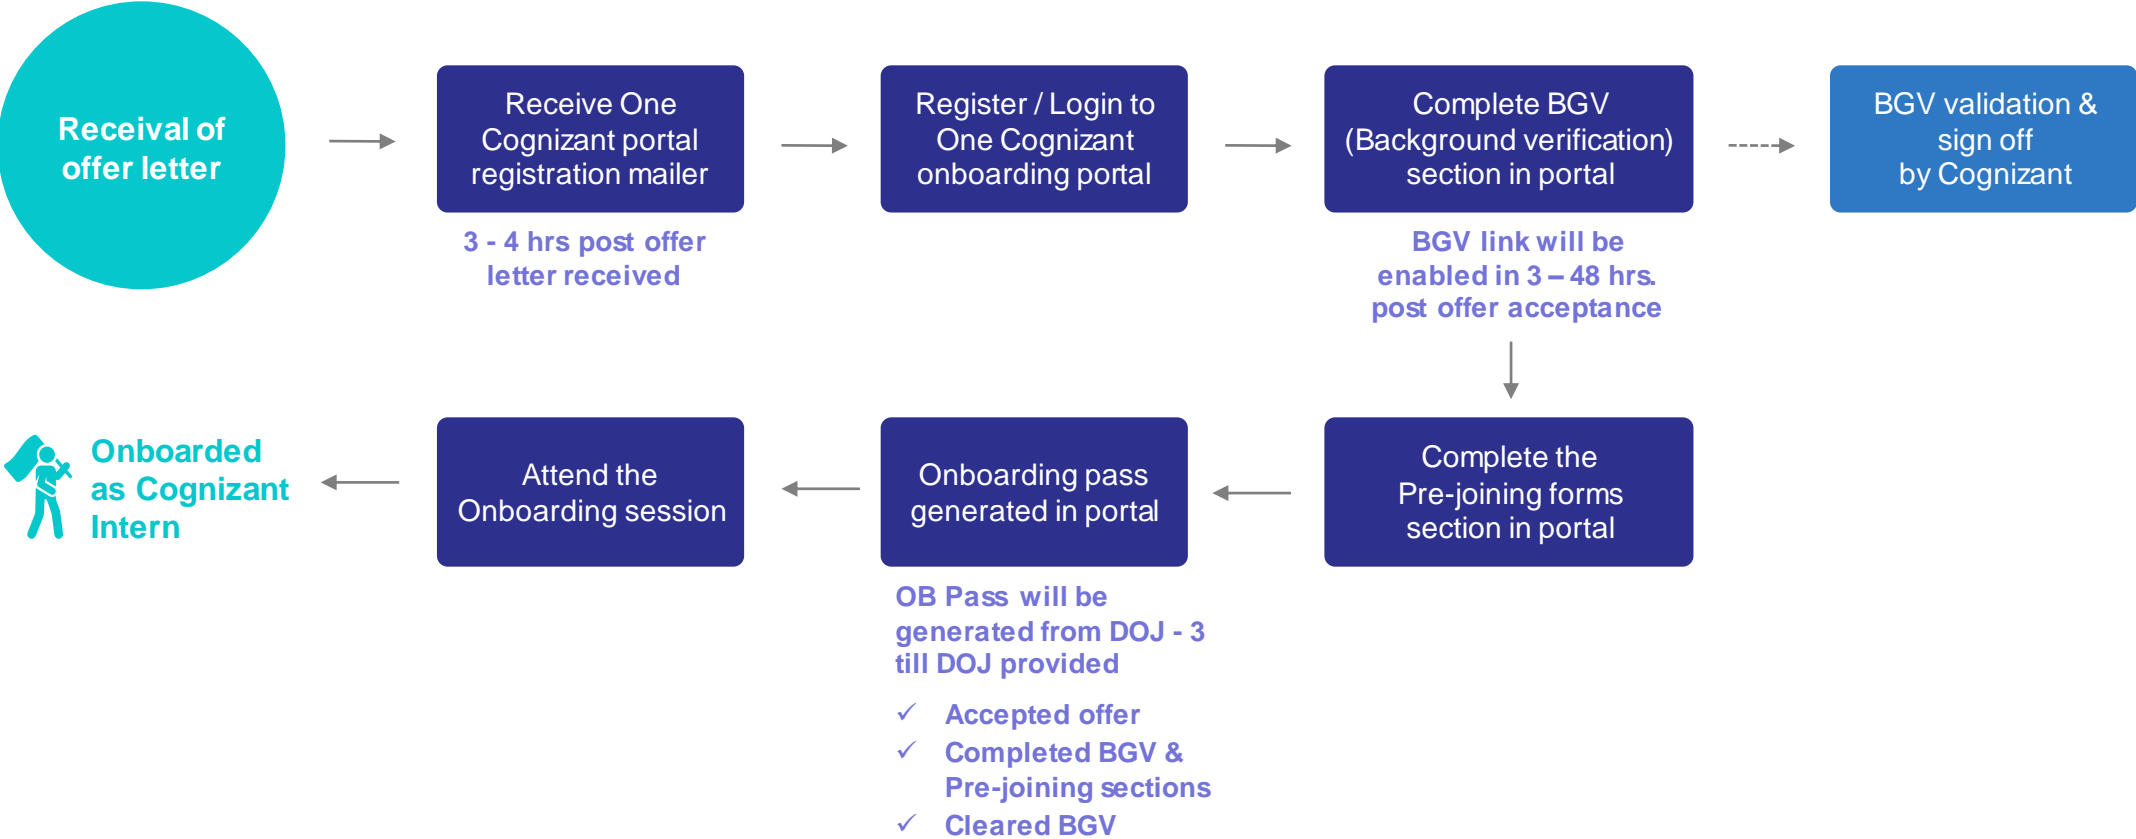 Receival of
offer letter
Receive One
Cognizant portal
registration mailer
3 - 4 hrs post offer
letter received
Register / Login to
One Cognizant
onboarding portal
Complete BGV
(Background verification)
section in portal
BGV link will be
enabled in 3 – 48 hrs.
post offer acceptance
BGV validation &
sign off
by Cognizant
Complete the
Pre-joining forms
section in portal
Onboarding pass
generated in portal
OB Pass will be
generated from DOJ - 3
till DOJ provided
✓ Accepted offer
✓ Completed BGV &
Pre-joining sections
✓ Cleared BGV
Attend the
Onboarding session
Onboarded
as Cognizant
Intern